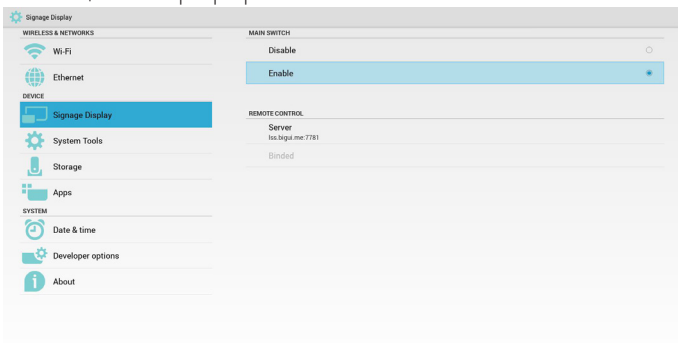 Signage Display
WIRELESS & NETWORKS
Wi-Fi
Ethernet
DEVICE
Signage Display
System Tools
Storage
Apps
SYSTEM
Date & time
Developer options
About
MAIN SWITCH
Disable
Enable
REMOTE CONTROL
Server
lss.bigui.me:7781
Binded